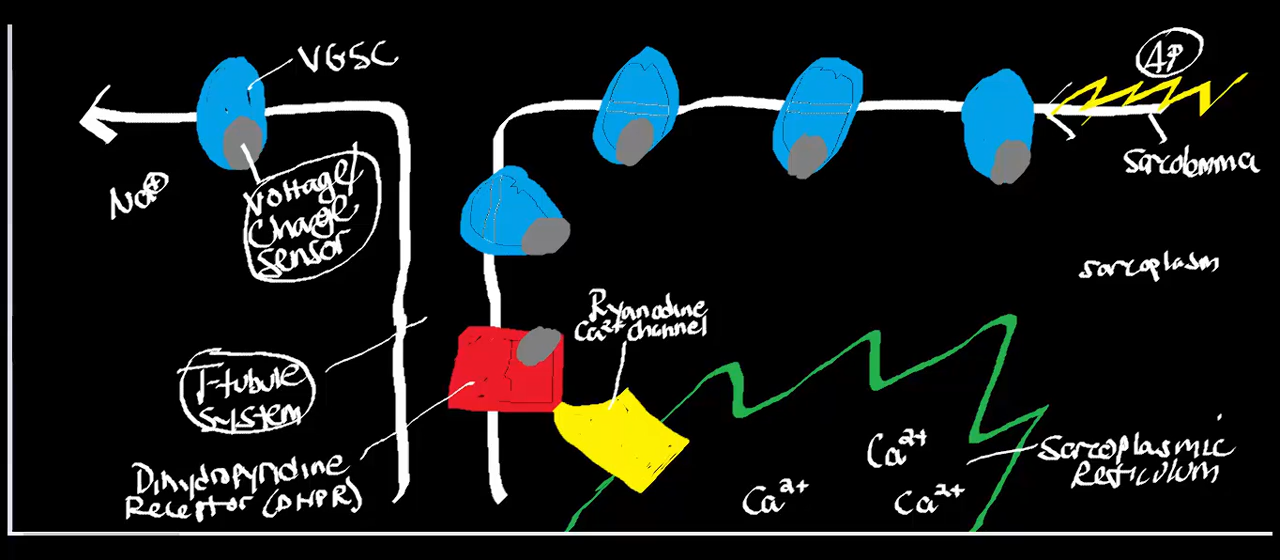 AP
VGSC
Sarcolemma
Na+
Voltage/
Charge
Sensor
Sarcoplasm
Ryanodine
Ca2+ Channel
T-tubule
System
Dihydropyridine
Receptor (DHPR)
Ca2+
Ca2+
Ca2+
Sarcoplasmic
Resticulum